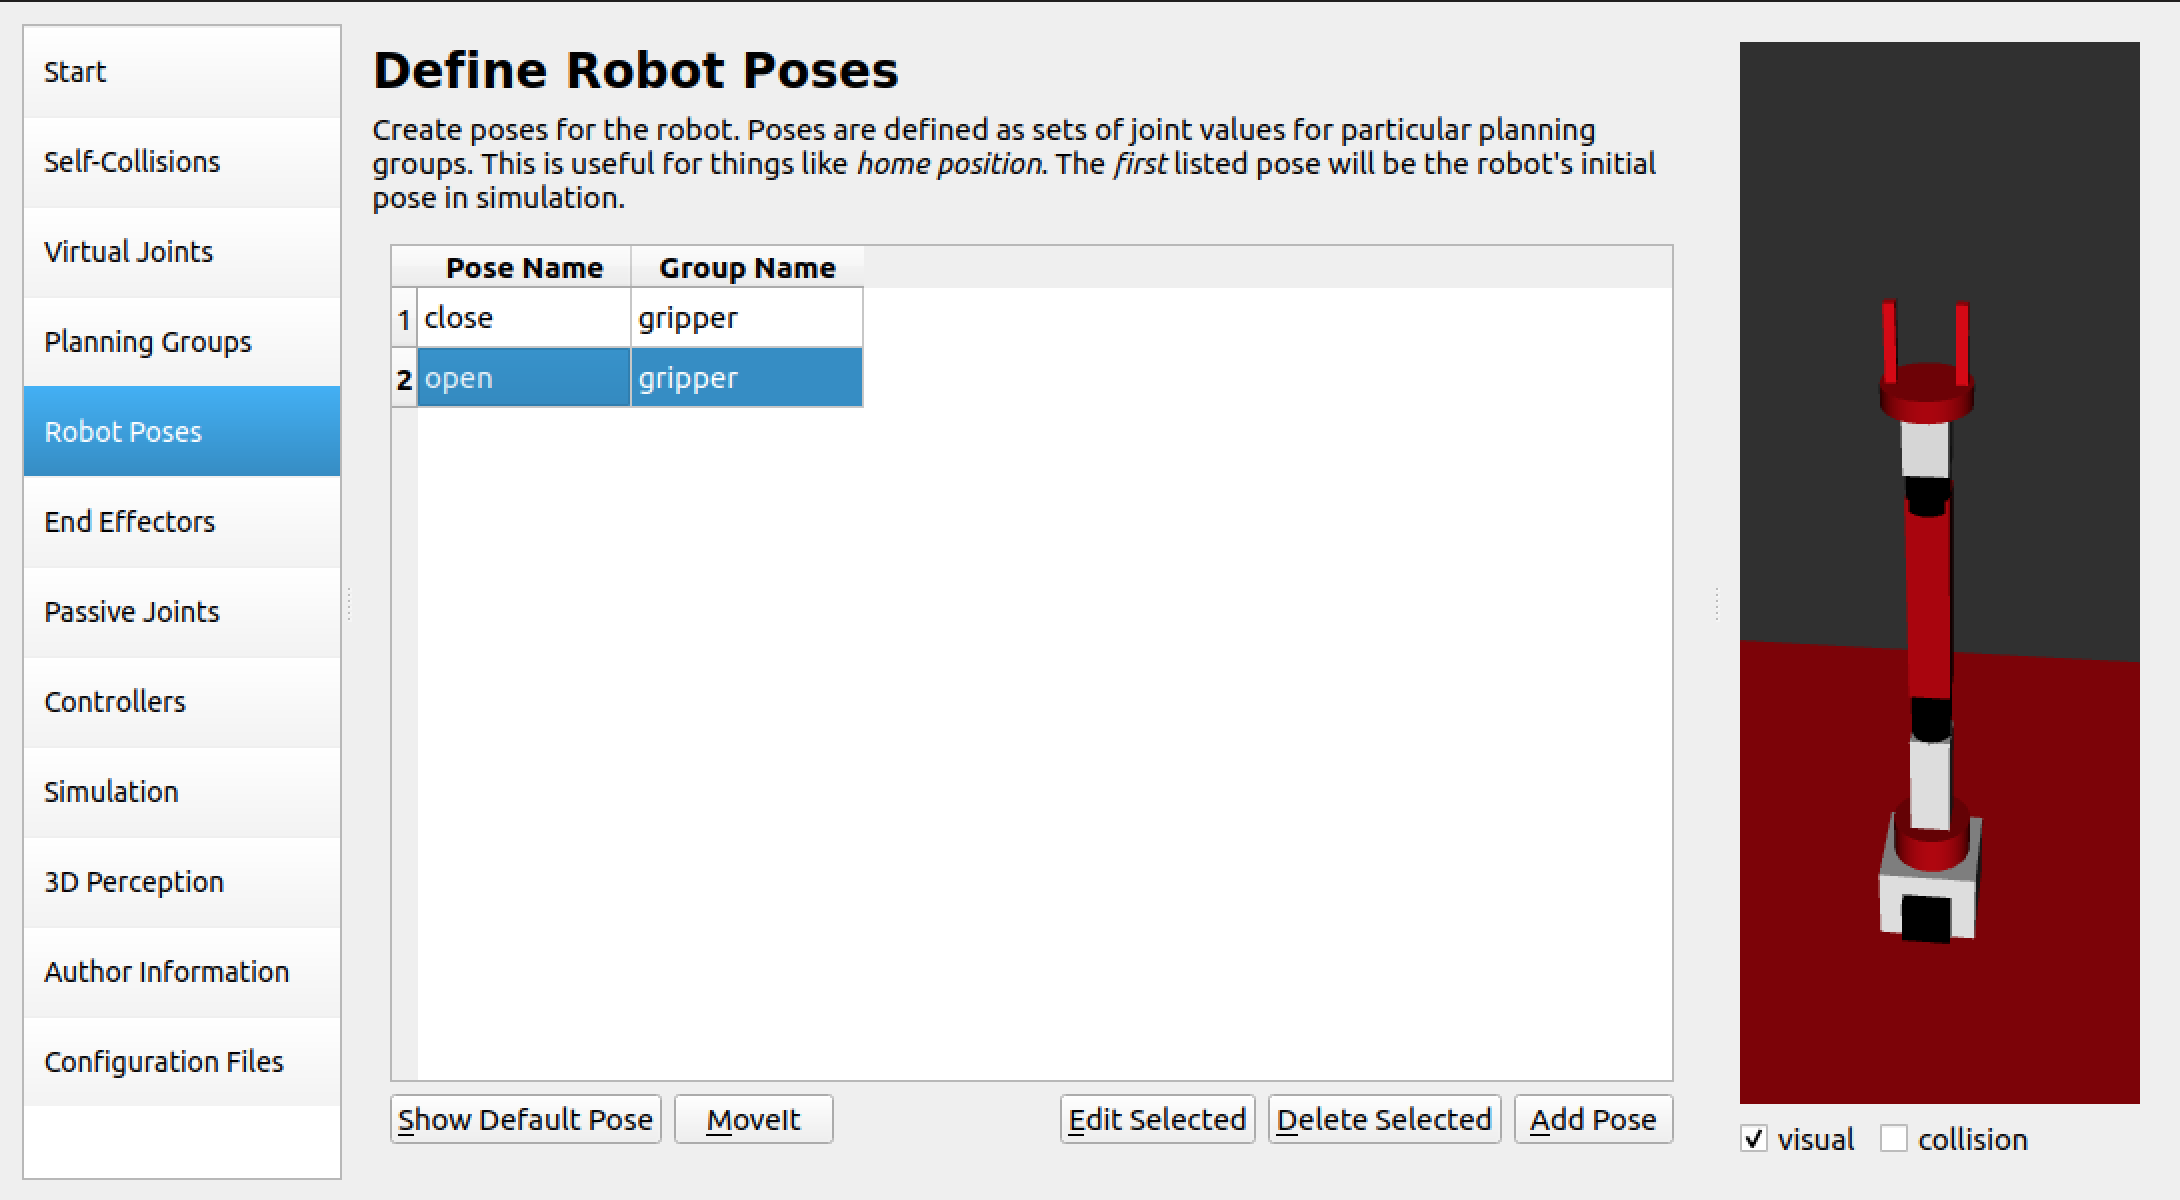 Start
Self-Collisions
Virtual Joints
Planning Groups
Robot Poses
End Effectors
Passive Joints
Controllers
Simulation
3D Perception
Author Information
Configuration Files
Define Robot Poses
Create poses for the robot. Poses are defined as sets of joint values for particular planning
groups. This is useful for things like home position. The first listed pose will be the robot's initial
pose in simulation.
Pose Name Group Name
1 close gripper
2 open gripper
Show Default Pose MoveIt Edit Selected Delete Selected Add Pose
visual collision